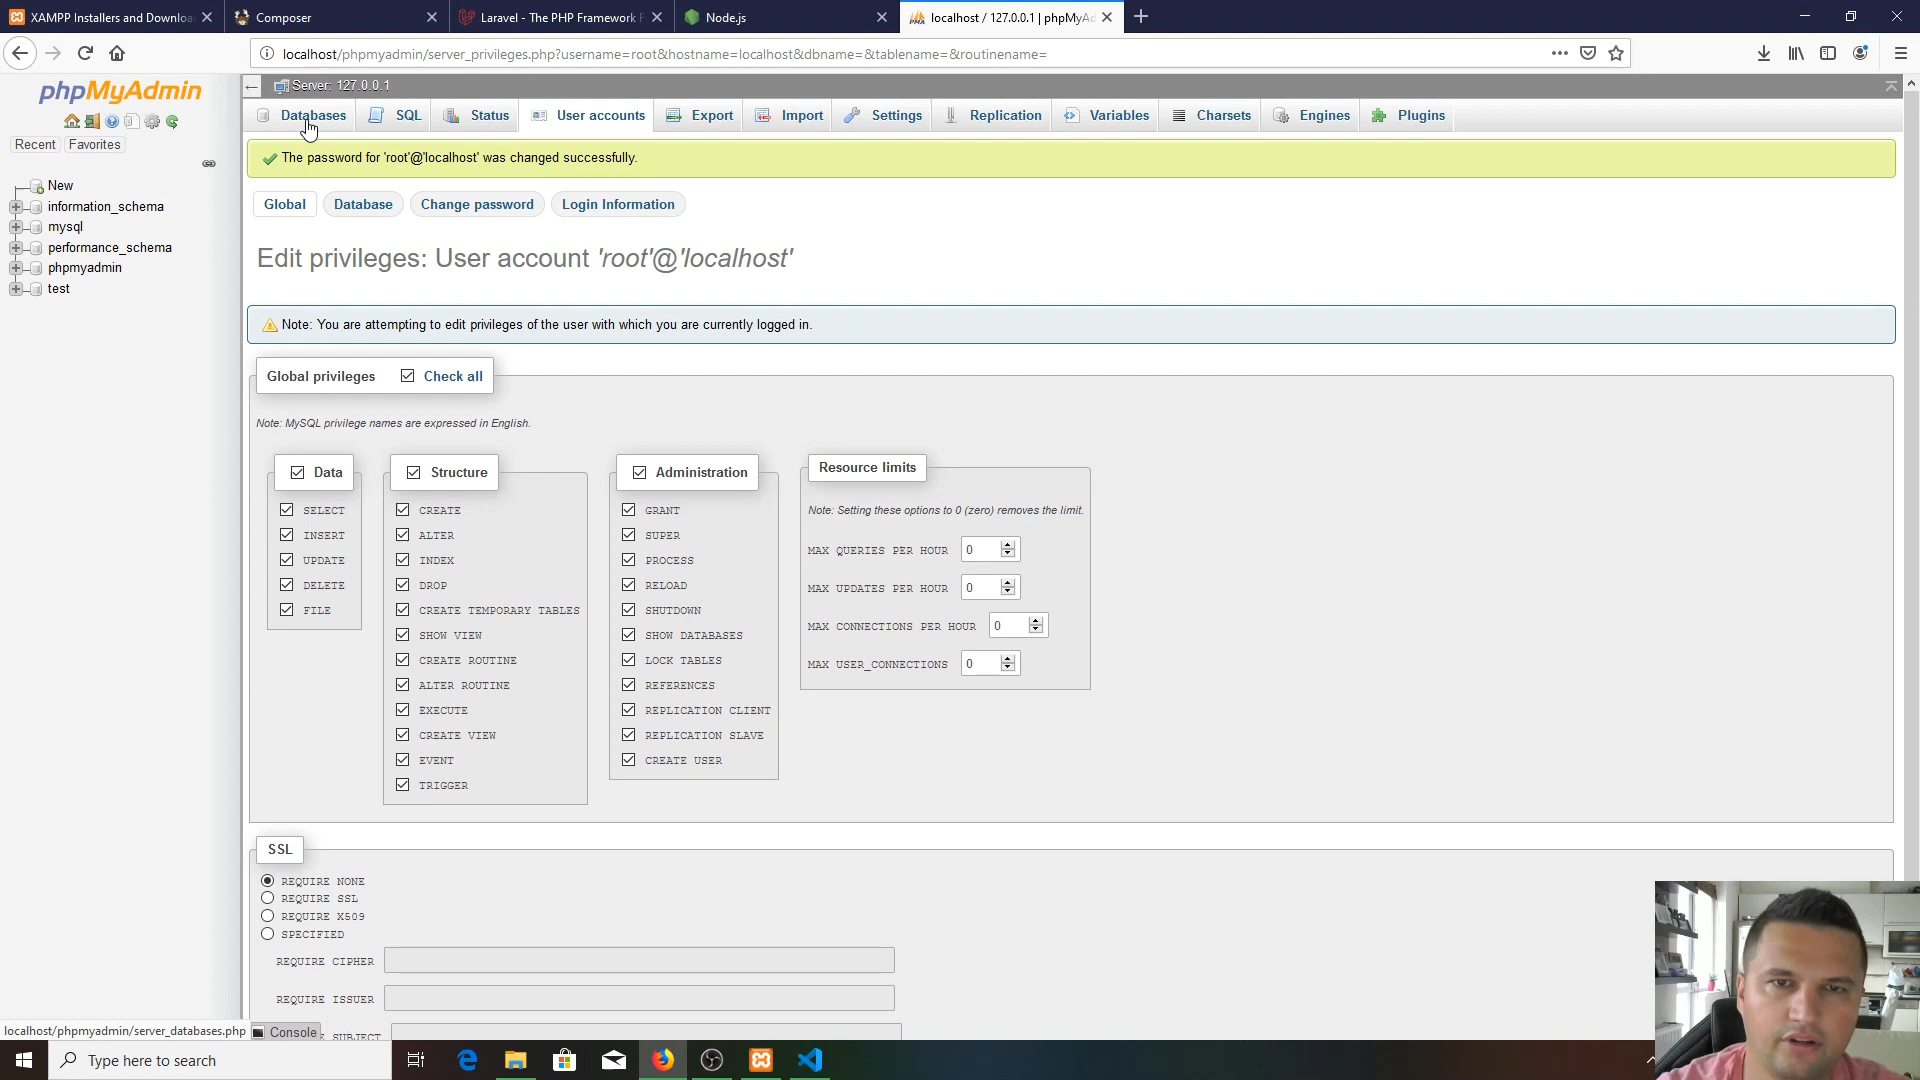 XAMPP Installers and Downloa
Composer
Laravel - The PHP Framework F
Node.js
localhost / 127.0.0.1 | phpMyAd
localhost/phpmyadmin/server_privileges.php?username=root&hostname=localhost&dbname=&tablename=&routinename=
phpMyAdmin
Recent
Favorites
New
information_schema
mysql
performance_schema
phpmyadmin
test
Server: 127.0.0.1
Databases
SQL
Status
User accounts
Export
Import
Settings
Replication
Variables
Charsets
Engines
Plugins
The password for 'root'@'localhost' was changed successfully.
Global
Database
Change password
Login Information
Edit privileges: User account 'root'@'localhost'
Note: You are attempting to edit privileges of the user with which you are currently logged in.
Global privileges
Check all
Note: MySQL privilege names are expressed in English.
Data
SELECT
INSERT
UPDATE
DELETE
FILE
Structure
CREATE
ALTER
INDEX
DROP
CREATE TEMPORARY TABLES
SHOW VIEW
CREATE ROUTINE
ALTER ROUTINE
EXECUTE
CREATE VIEW
EVENT
TRIGGER
Administration
GRANT
SUPER
PROCESS
RELOAD
SHUTDOWN
SHOW DATABASES
LOCK TABLES
REFERENCES
REPLICATION CLIENT
REPLICATION SLAVE
CREATE USER
Resource limits
Note: Setting these options to 0 (zero) removes the limit.
MAX QUERIES PER HOUR 0
MAX UPDATES PER HOUR 0
MAX CONNECTIONS PER HOUR 0
MAX USER_CONNECTIONS 0
SSL
REQUIRE NONE
REQUIRE SSL
REQUIRE X509
SPECIFIED
REQUIRE CIPHER
REQUIRE ISSUER
SUBJECT
localhost/phpmyadmin/server_databases.php
Console
Type here to search